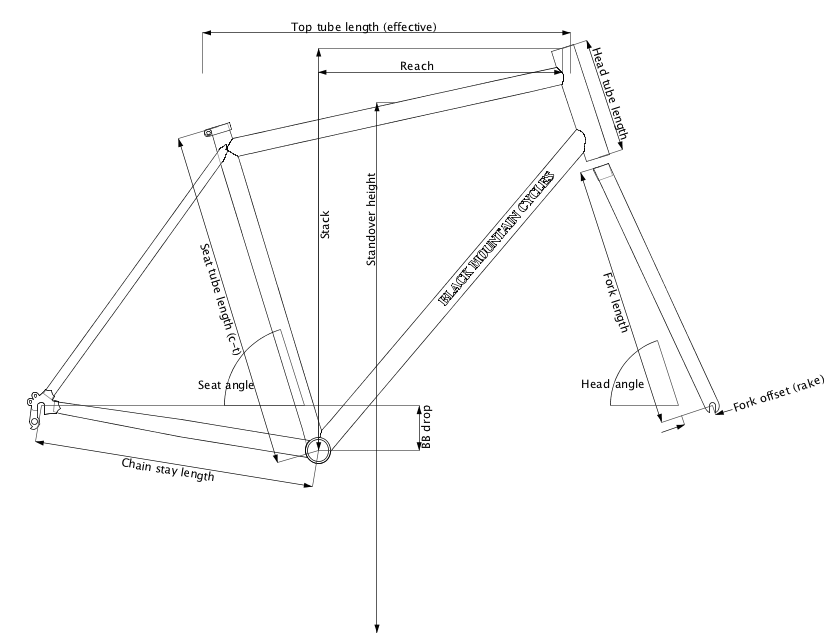 Top tube length (effective)
Reach
Head tube length
Stack
Standover height
BLACK MOUNTAIN CYCLES
Seat tube length (c-t)
Fork length
Seat angle
Head angle
Fork offset (rake)
BB drop
Chain stay length